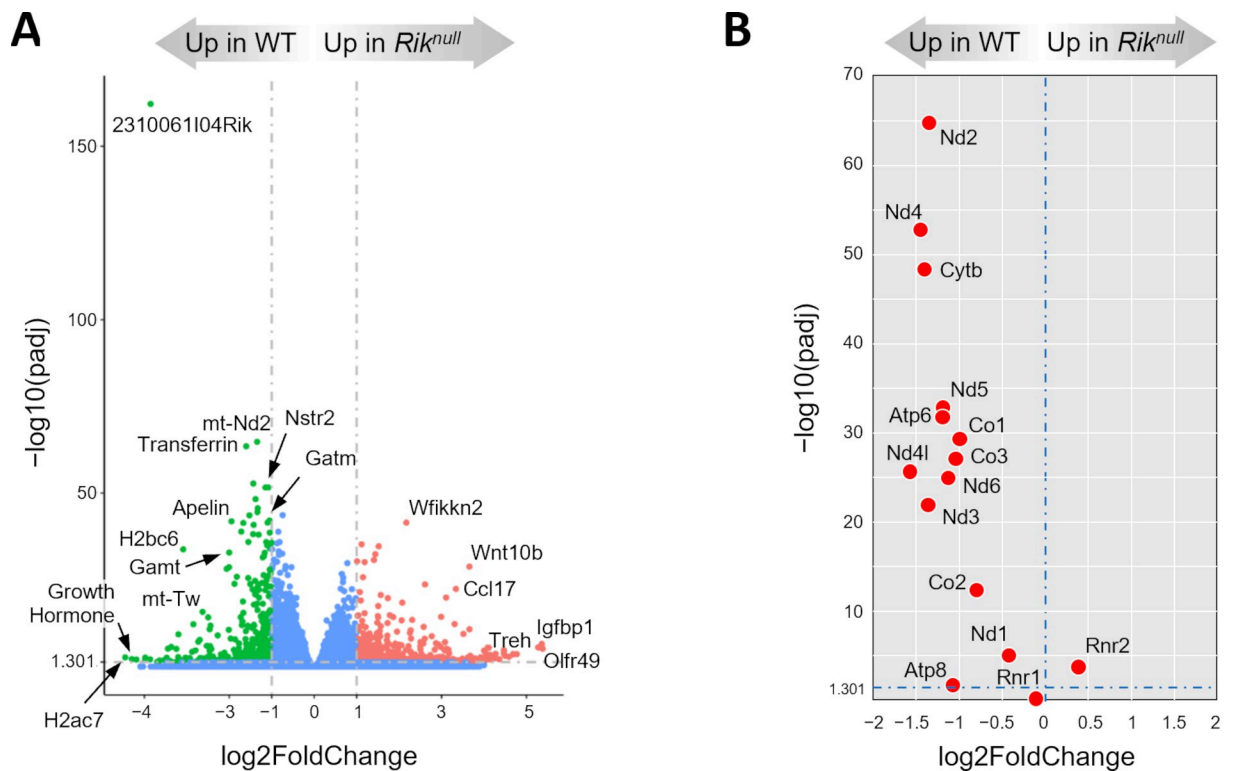 A
Up in WT
Up in Rik^null
2310061I04Rik
mt-Nd2
Nstr2
Transferrin
Gatm
Apelin
H2bc6
Gamt
Growth
Hormone
mt-Tw
H2ac7
Wfikkn2
Wnt10b
Ccl17
Igfbp1
Treh
Olfr49
−log10(padj)
150
100
50
1.301
−4
−3
−1
0
1
3
5
log2FoldChange
B
Up in WT
Up in Rik^null
Nd2
Nd4
Cytb
Nd5
Atp6
Co1
Nd4l
Co3
Nd6
Nd3
Co2
Nd1
Rnr2
Atp8
Rnr1
−log10(padj)
70
60
50
40
30
20
10
1.301
−2
−1.5
−1
−0.5
0
0.5
1
1.5
2
log2FoldChange